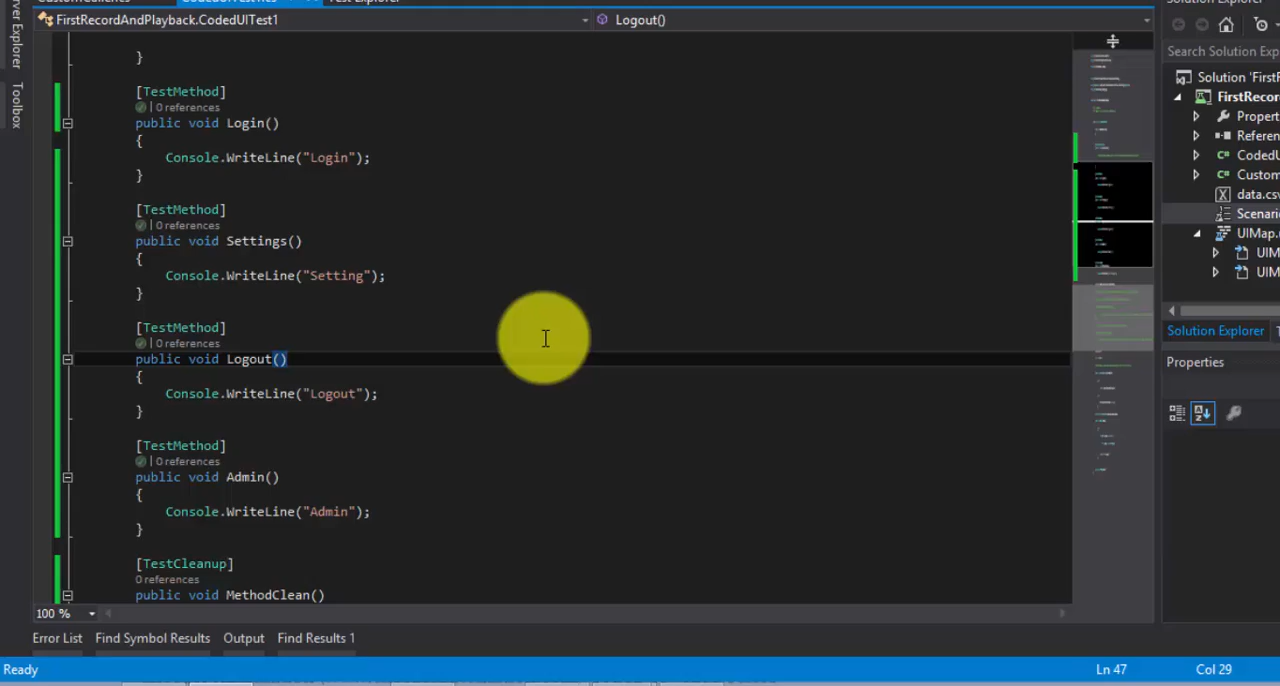 FirstRecordAndPlayback.CodedUITest1
Logout()
}
[TestMethod]
| 0 references
public void Login()
{
Console.WriteLine("Login");
}
[TestMethod]
| 0 references
public void Settings()
{
Console.WriteLine("Setting");
}
[TestMethod]
| 0 references
public void Logout()
{
Console.WriteLine("Logout");
}
[TestMethod]
| 0 references
public void Admin()
{
Console.WriteLine("Admin");
}
[TestCleanup]
0 references
public void MethodClean()
100 %
Error List Find Symbol Results Output Find Results 1
Ready
Ln 47 Col 29
Toolbox
Search Solution Exp
Solution 'First
FirstRecor
Propert
Referen
CodedU
Custom
data.csv
Scenari
UIMap.
UIM
UIM
Solution Explorer
Properties